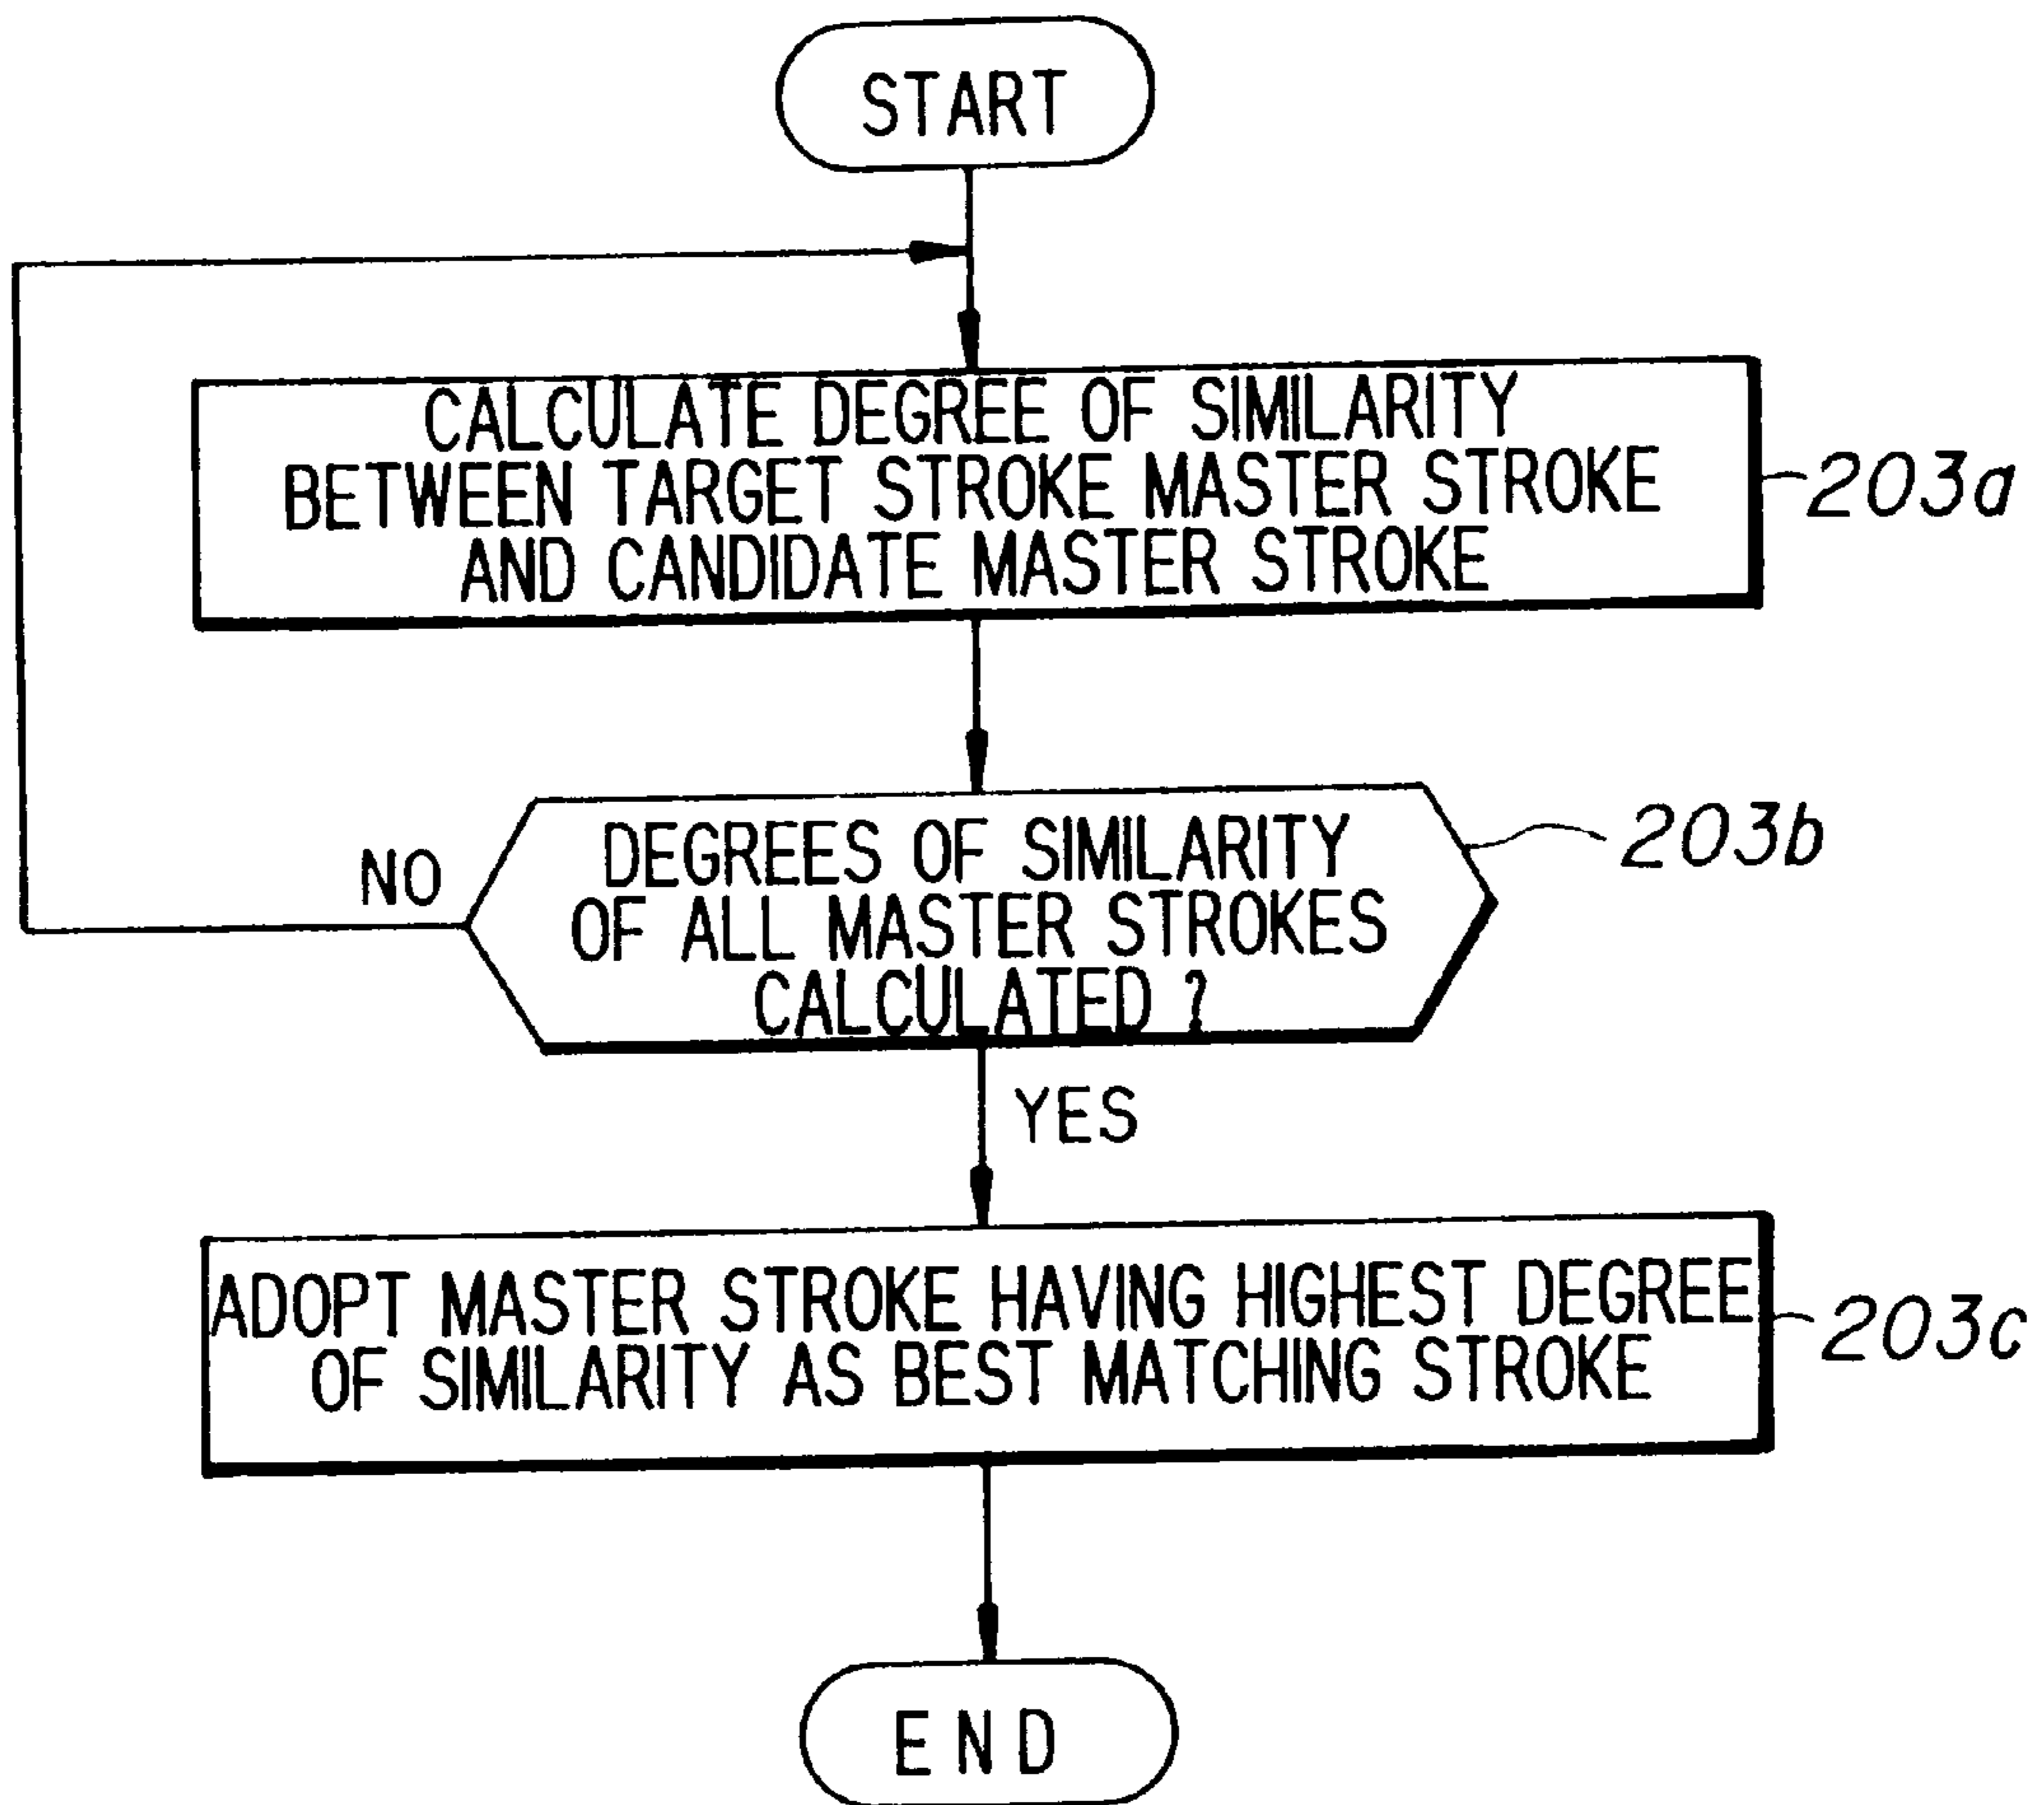 START
CALCULATE DEGREE OF SIMILARITY
BETWEEN TARGET STROKE MASTER STROKE
AND CANDIDATE MASTER STROKE
203a
DEGREES OF SIMILARITY
OF ALL MASTER STROKES
CALCULATED ?
203b
NO
YES
ADOPT MASTER STROKE HAVING HIGHEST DEGREE
OF SIMILARITY AS BEST MATCHING STROKE
203c
END